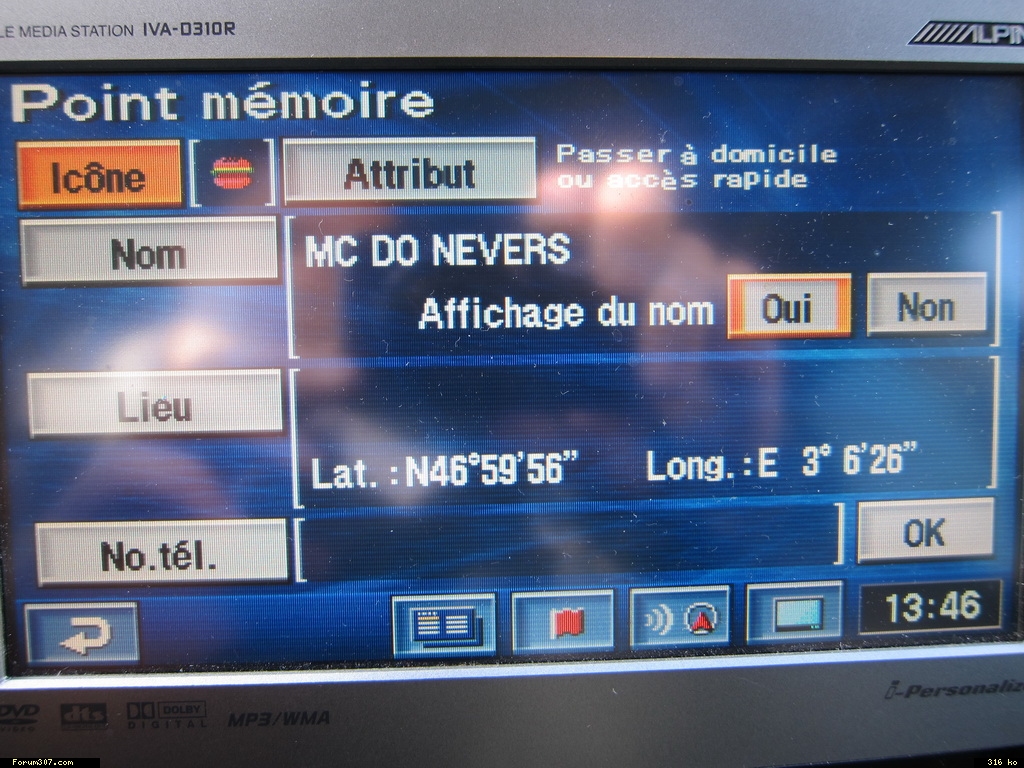 LE MEDIA STATION IVA-D310R
ALPIN
Point mémoire
Icône
Attribut
Passer à domicile
ou accès rapide
Nom
MC DO NEVERS
Affichage du nom
Oui
Non
Lieu
Lat. : N46°59'56"
Long. : E 3° 6'26"
No.tél.
OK
13:46
DVD
VIDEO
dts
DOLBY
DIGITAL
MP3/WMA
i-Personaliz
Forum307.com
316 ko